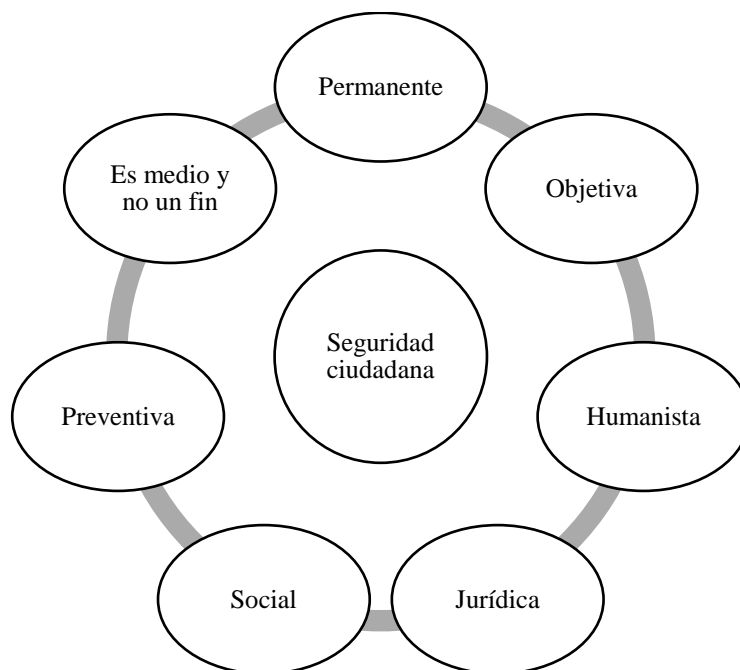 Permanente
Es medio y
no un fin
Objetiva
Seguridad
ciudadana
Preventiva
Humanista
Social
Jurídica